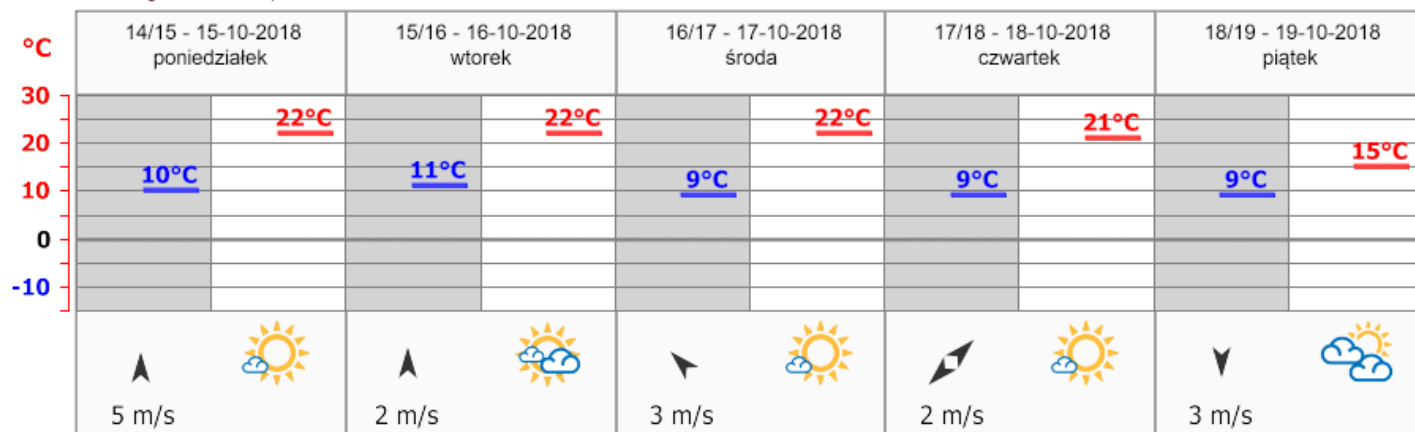 14/15 - 15-10-2018
poniedziałek
15/16 - 16-10-2018
wtorek
16/17 - 17-10-2018
środa
17/18 - 18-10-2018
czwartek
18/19 - 19-10-2018
piątek
°C
30
20
10
0
-10
10°C
22°C
11°C
22°C
9°C
22°C
9°C
21°C
9°C
15°C
5 m/s
2 m/s
3 m/s
2 m/s
3 m/s